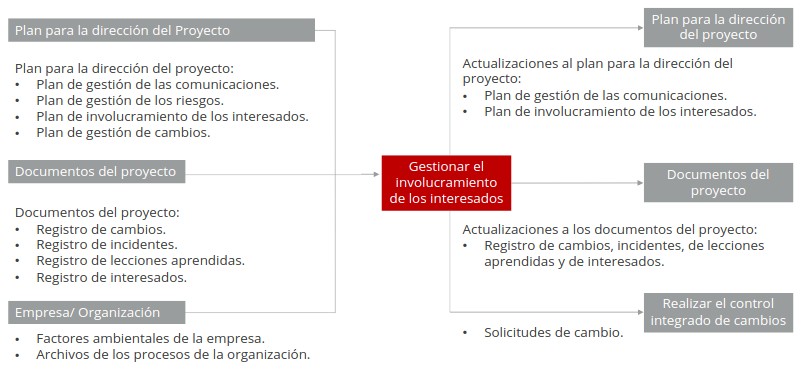 Plan para la dirección del Proyecto
Plan para la dirección del proyecto:
• Plan de gestión de las comunicaciones.
• Plan de gestión de los riesgos.
• Plan de involucramiento de los interesados.
• Plan de gestión de cambios.
Documentos del proyecto
Documentos del proyecto:
• Registro de cambios.
• Registro de incidentes.
• Registro de lecciones aprendidas.
• Registro de interesados.
Empresa/ Organización
• Factores ambientales de la empresa.
• Archivos de los procesos de la organización.
Gestionar el
involucramiento
de los interesados
Plan para la dirección
del proyecto
Actualizaciones al plan para la dirección del
proyecto:
• Plan de gestión de las comunicaciones.
• Plan de involucramiento de los interesados.
Documentos del
proyecto
Actualizaciones a los documentos del proyecto:
• Registro de cambios, incidentes, de lecciones
aprendidas y de interesados.
Realizar el control
integrado de cambios
• Solicitudes de cambio.